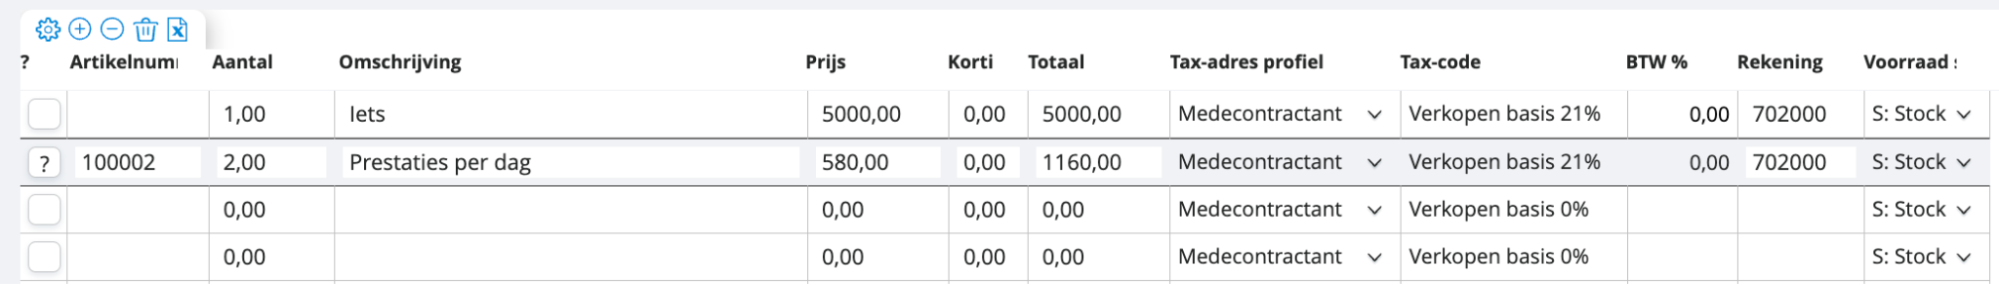 ? Artikelnum Aantal Omschrijving Prijs Korti Totaal Tax-adres profiel Tax-code BTW % Rekening Voorraad :
1,00 Iets 5000,00 0,00 5000,00 Medecontractant Verkopen basis 21% 0,00 702000 S: Stock
? 100002 2,00 Prestaties per dag 580,00 0,00 1160,00 Medecontractant Verkopen basis 21% 0,00 702000 S: Stock
0,00 0,00 0,00 0,00 Medecontractant Verkopen basis 0% S: Stock
0,00 0,00 0,00 0,00 Medecontractant Verkopen basis 0% S: Stock